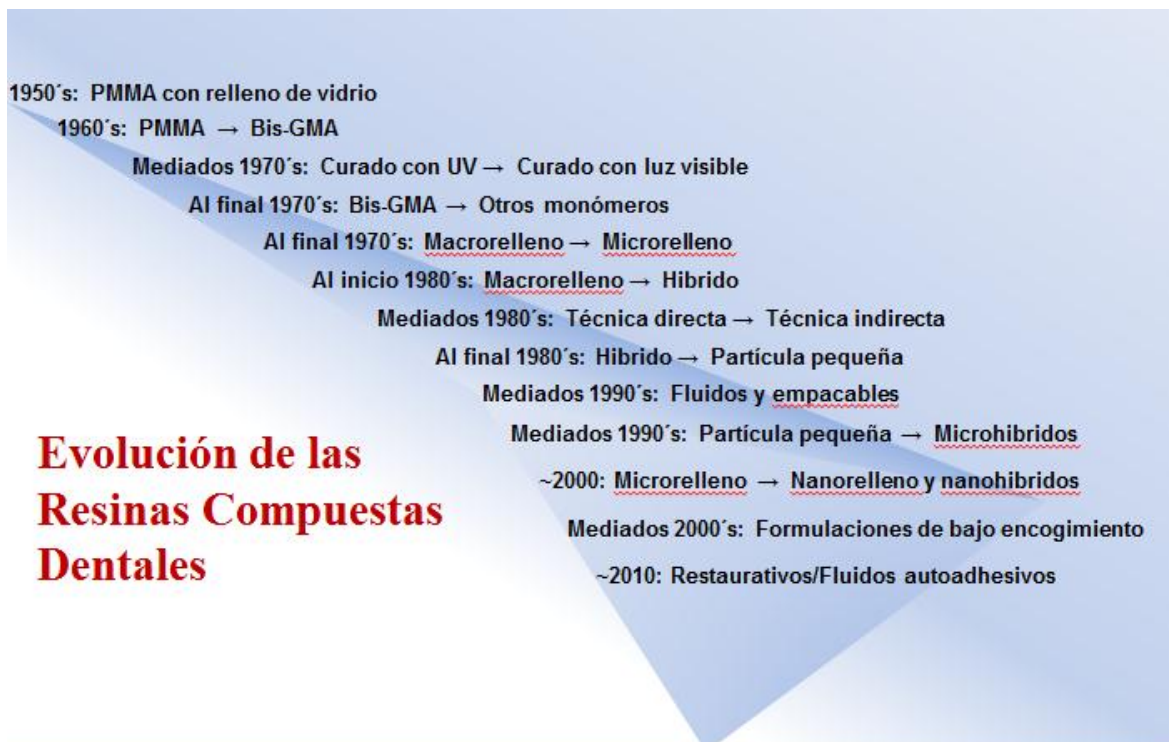 1950´s: PMMA con relleno de vidrio
1960´s: PMMA → Bis-GMA
Mediados 1970´s: Curado con UV → Curado con luz visible
Al final 1970´s: Bis-GMA → Otros monómeros
Al final 1970´s: Macrorelleno → Microrelleno
Al inicio 1980´s: Macrorelleno → Hibrido
Mediados 1980´s: Técnica directa → Técnica indirecta
Al final 1980´s: Hibrido → Partícula pequeña
Mediados 1990´s: Fluidos y empacables
Mediados 1990´s: Partícula pequeña → Microhibridos
~2000: Microrelleno → Nanorelleno y nanohibridos
Mediados 2000´s: Formulaciones de bajo encogimiento
~2010: Restaurativos/Fluidos autoadhesivos
Evolución de las
Resinas Compuestas
Dentales